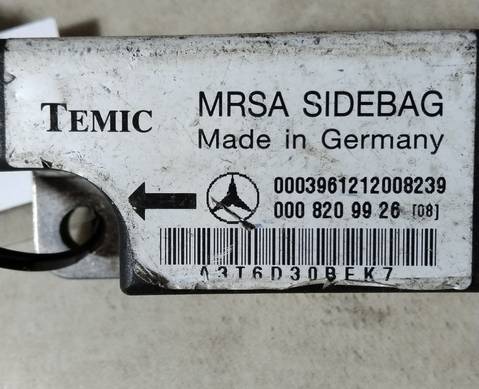 TEMIC
MRSA SIDEBAG
Made in Germany
0003961212008239
000 820 99 26 [08]
A3T6D30BEK7